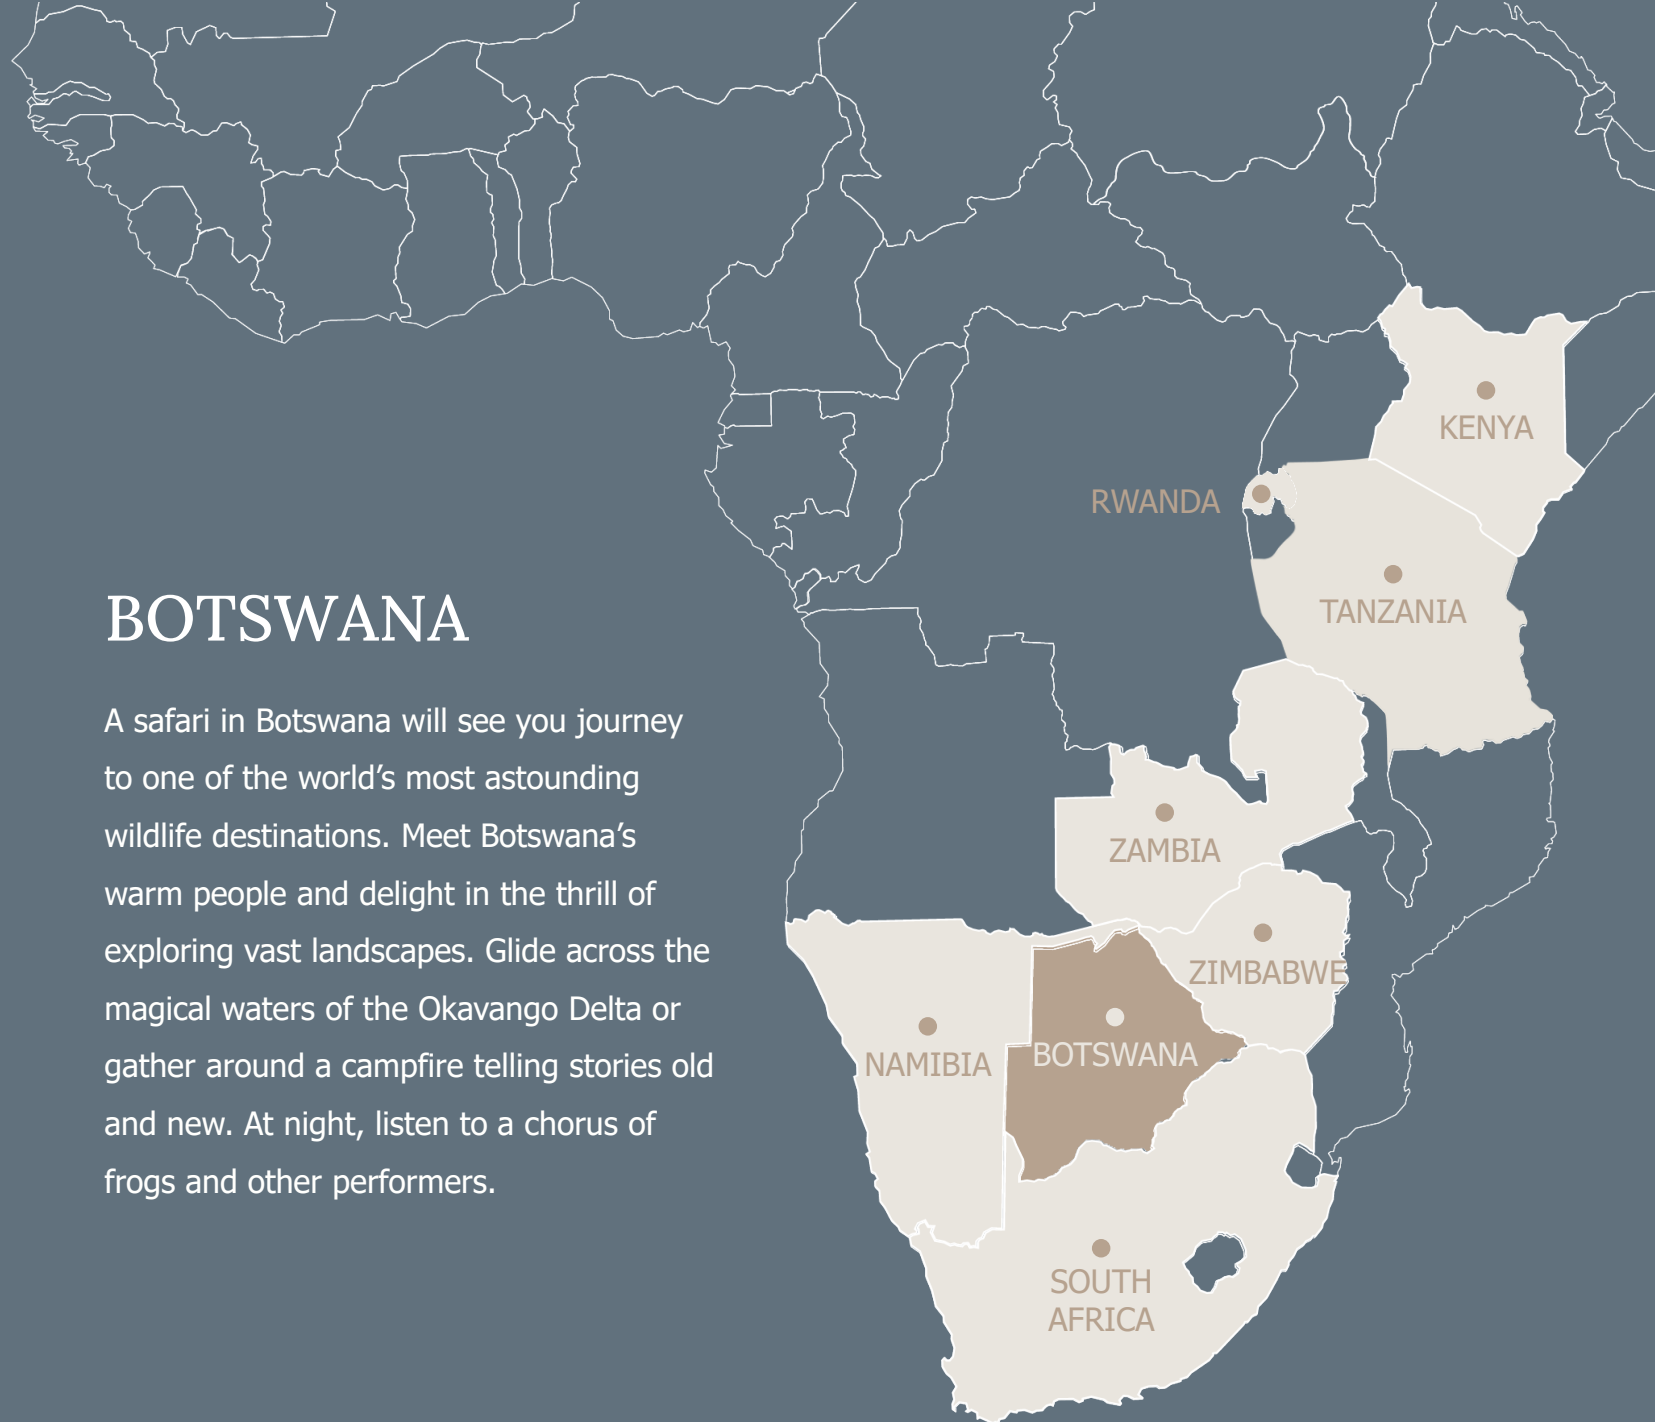 BOTSWANA
A safari in Botswana will see you journey
to one of the world’s most astounding
wildlife destinations. Meet Botswana’s
warm people and delight in the thrill of
exploring vast landscapes. Glide across the
magical waters of the Okavango Delta or
gather around a campfire telling stories old
and new. At night, listen to a chorus of
frogs and other performers.
KENYA
RWANDA
TANZANIA
ZAMBIA
ZIMBABWE
BOTSWANA
NAMIBIA
SOUTH
AFRICA